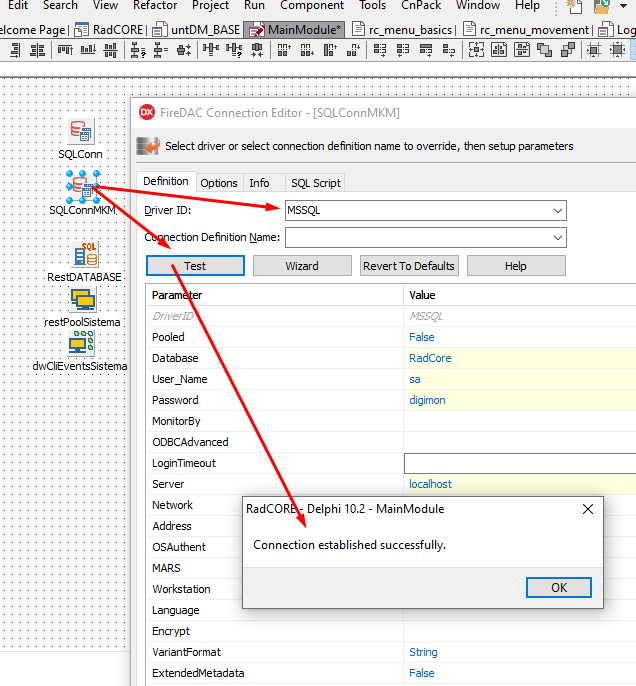 Edit Search View Refactor Project Run Component Tools CnPack Window Help
elcome Page RadCORE untDM_BASE MainModule* rc_menu_basics rc_menu_movement Log
FireDAC Connection Editor - [SQLConnMKM]
Select driver or select connection definition name to override, then setup parameters
SQLConn
SQLConnMKM
RestDATABASE
restPoolSistema
dwCliEventsSistema
Definition Options Info SQL Script
Driver ID: MSSQL
Connection Definition Name:
Test Wizard Revert To Defaults Help
Parameter Value
DriverID MSSQL
Pooled False
Database RadCore
User_Name sa
Password digimon
MonitorBy
ODBCAdvanced
LoginTimeout
Server localhost
Network
Address
OSAuthent
MARS
Workstation
Language
Encrypt
VariantFormat String
ExtendedMetadata False
RadCORE - Delphi 10.2 - MainModule
Connection established successfully.
OK